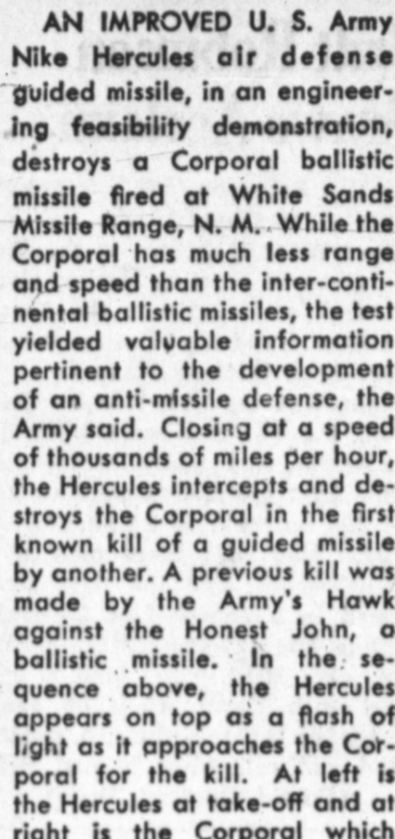 AN IMPROVED U. S. Army
Nike Hercules air defense
guided missile, in an engineer-
ing feasibility demonstration,
destroys a Corporal ballistic
missile fired at White Sands
Missile Range, N. M. While the
Corporal has much less range
and speed than the inter-conti-
nental ballistic missiles, the test
yielded valuable information
pertinent to the development
of an anti-missile defense, the
Army said. Closing at a speed
of thousands of miles per hour,
the Hercules intercepts and de-
stroys the Corporal in the first
known kill of a guided missile
by another. A previous kill was
made by the Army's Hawk
against the Honest John, a
ballistic missile. In the se-
quence above, the Hercules
appears on top as a flash of
light as it approaches the Cor-
poral for the kill. At left is
the Hercules at take-off and at
right is the Corporal which